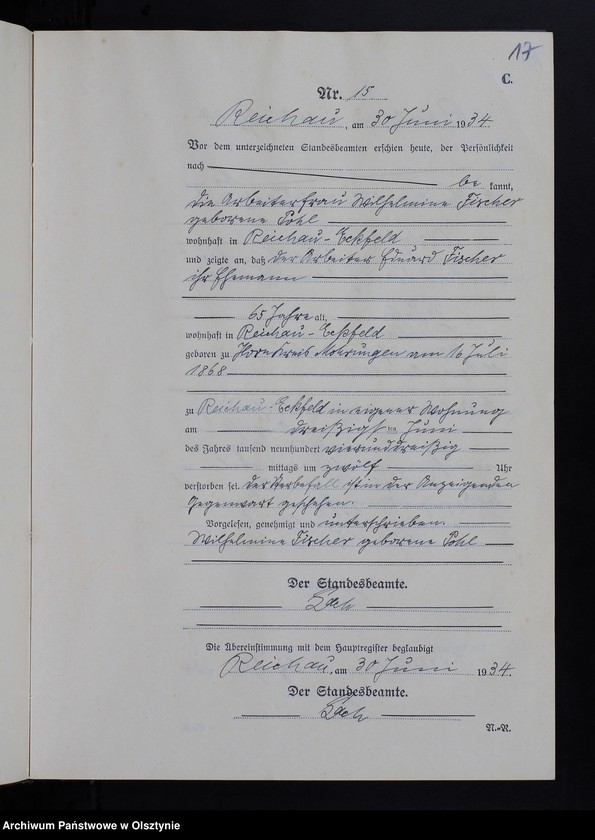 17
C.
Nr. 15
Reichau, am 30 Juni 1934.
Vor dem unterzeichneten Standesbeamten erschien heute, der Persönlichkeit
nach
be kannt,
die Arbeiterfrau Wilhelmine Fischer
geborene Pohl
wohnhaft in Reichau-Eckfeld
und zeigte an, daß der Arbeiter Eduard Fischer
ihr Ehemann
65 Jahre alt,
wohnhaft in Reichau-Eckfeld
geboren zu Horn Kreis Mohrungen am 16 Juli
1868
zu Reichau-Eckfeld in eigener Wohnung
am dreißigsten Juni
des Jahres tausend neunhundert vierunddreißig
mittags um zwölf Uhr
verstorben sei. Der Sterbefall ist in der Anzeigenden
Gegenwart geschehen.
Vorgelesen, genehmigt und unterschrieben.
Wilhelmine Fischer geborene Pohl
Der Standesbeamte.
Die Übereinstimmung mit dem Hauptregister beglaubigt
Reichau, am 30 Juni 1934.
Der Standesbeamte.
N.=R.
Archiwum Państwowe w Olsztynie